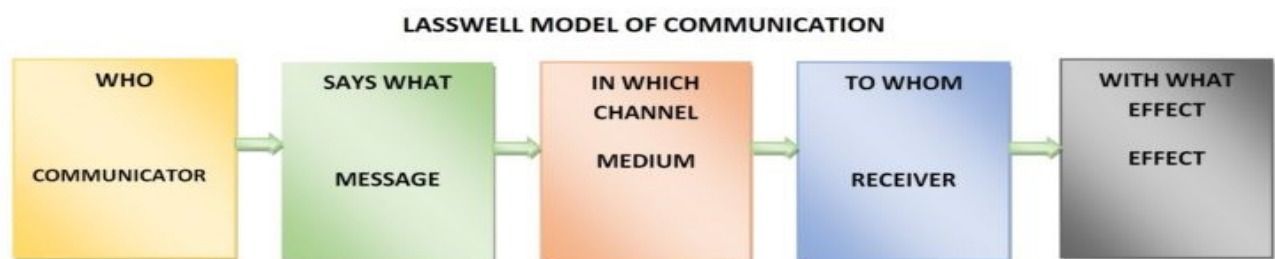 LASSWELL MODEL OF COMMUNICATION
WHO
COMMUNICATOR
SAYS WHAT
MESSAGE
IN WHICH
CHANNEL
MEDIUM
TO WHOM
RECEIVER
WITH WHAT
EFFECT
EFFECT